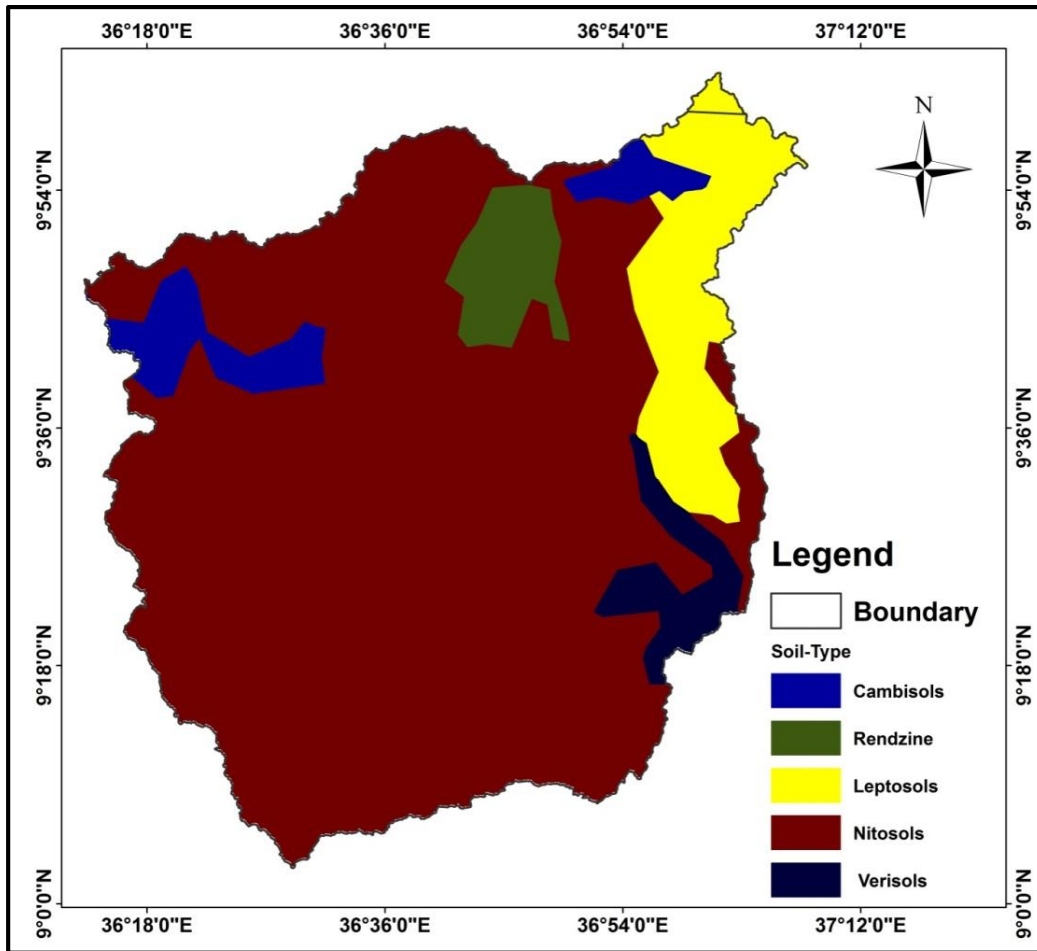 36°18'0"E 36°36'0"E 36°54'0"E 37°12'0"E
N
9°54'0"N 9°54'0"N
9°36'0"N 9°36'0"N
Legend
Boundary
Soil-Type
9°18'0"N 9°18'0"N
Cambisols
Rendzine
Leptosols
Nitosols
Verisols
9°0'0"N 9°0'0"N
36°18'0"E 36°36'0"E 36°54'0"E 37°12'0"E